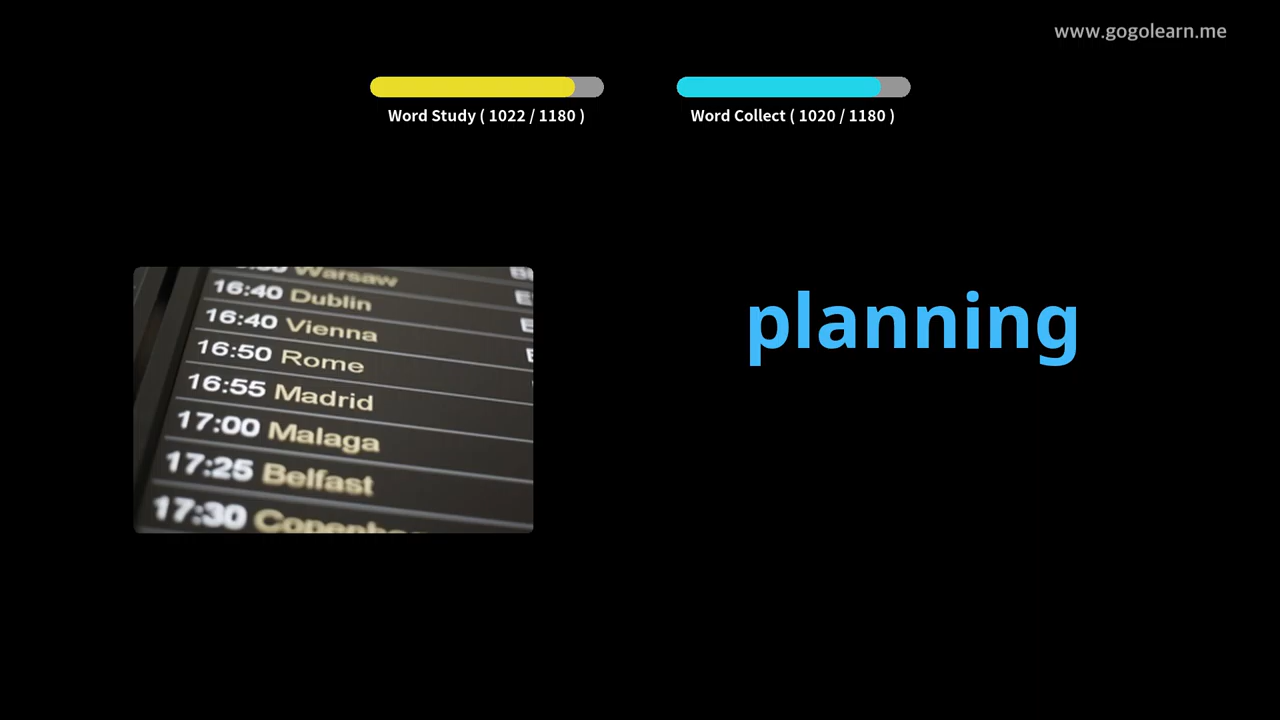 www.gogolearn.me
Word Study ( 1022 / 1180 )
Word Collect ( 1020 / 1180 )
Warsaw
16:40 Dublin
16:40 Vienna
16:50 Rome
16:55 Madrid
17:00 Malaga
17:25 Belfast
17:30
planning